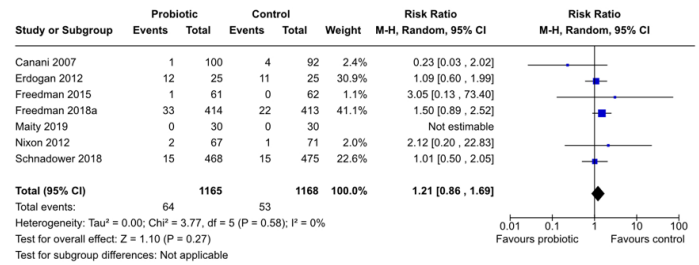 Probiotic Control Risk Ratio Risk Ratio
Study or Subgroup Events Total Events Total Weight M-H, Random, 95% CI M-H, Random, 95% CI
Canani 2007 1 100 4 92 2.4% 0.23 [0.03 , 2.02]
Erdogan 2012 12 25 11 25 30.9% 1.09 [0.60 , 1.99]
Freedman 2015 1 61 0 62 1.1% 3.05 [0.13 , 73.40]
Freedman 2018a 33 414 22 413 41.1% 1.50 [0.89 , 2.52]
Maity 2019 0 30 0 30 Not estimable
Nixon 2012 2 67 1 71 2.0% 2.12 [0.20 , 22.83]
Schnadower 2018 15 468 15 475 22.6% 1.01 [0.50 , 2.05]
Total (95% CI) 1165 1168 100.0% 1.21 [0.86 , 1.69]
Total events: 64 53
Heterogeneity: Tau² = 0.00; Chi² = 3.77, df = 5 (P = 0.58); I² = 0%
Test for overall effect: Z = 1.10 (P = 0.27)
Test for subgroup differences: Not applicable
0.01 0.1 1 10 100
Favours probiotic Favours control